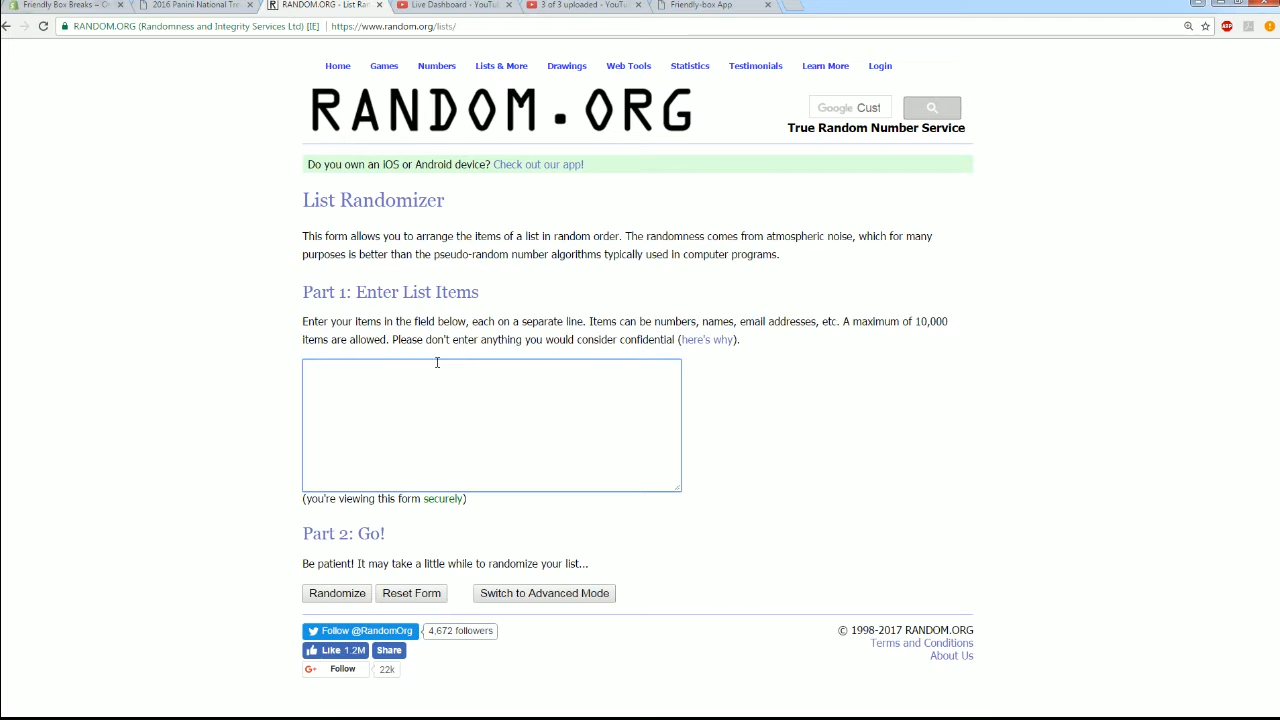 Friendly Box Breaks – Ch
2016 Panini National Tre
RANDOM.ORG - List Ran
Live Dashboard - YouTu
3 of 3 uploaded - YouTu
Friendly-box App
RANDOM.ORG (Randomness and Integrity Services Ltd) [IE]
https://www.random.org/lists/
Home
Games
Numbers
Lists & More
Drawings
Web Tools
Statistics
Testimonials
Learn More
Login
RANDOM.ORG
Google Cust
True Random Number Service
Do you own an iOS or Android device? Check out our app!
List Randomizer
This form allows you to arrange the items of a list in random order. The randomness comes from atmospheric noise, which for many
purposes is better than the pseudo-random number algorithms typically used in computer programs.
Part 1: Enter List Items
Enter your items in the field below, each on a separate line. Items can be numbers, names, email addresses, etc. A maximum of 10,000
items are allowed. Please don't enter anything you would consider confidential (here's why).
(you're viewing this form securely)
Part 2: Go!
Be patient! It may take a little while to randomize your list...
Randomize
Reset Form
Switch to Advanced Mode
Follow @RandomOrg
4,672 followers
Like 1.2M
Share
G+
Follow
22k
© 1998-2017 RANDOM.ORG
Terms and Conditions
About Us